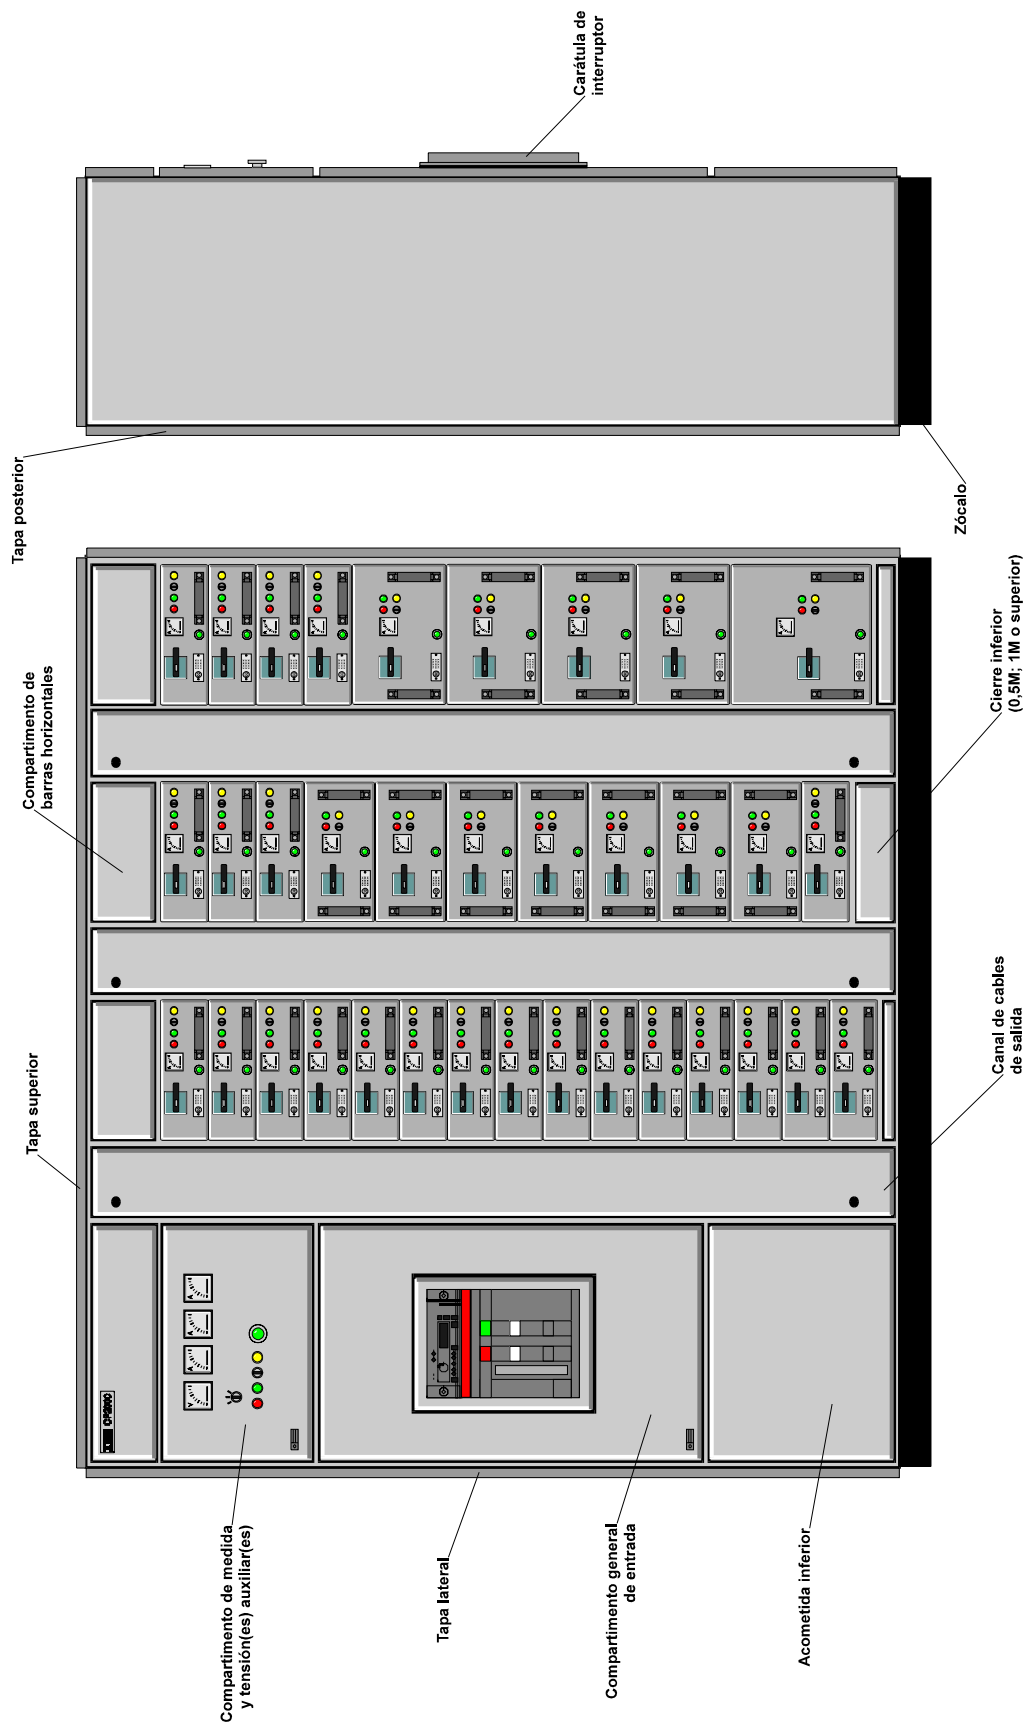 Carátula de
interruptor
Tapa posterior
Zócalo
Compartimento de
barras horizontales
Cierre inferior
(0,5M; 1M o superior)
Tapa superior
Canal de cables
de salida
Compartimento de medida
y tensión(es) auxiliar(es)
Tapa lateral
Compartimento general
de entrada
Acometida inferior